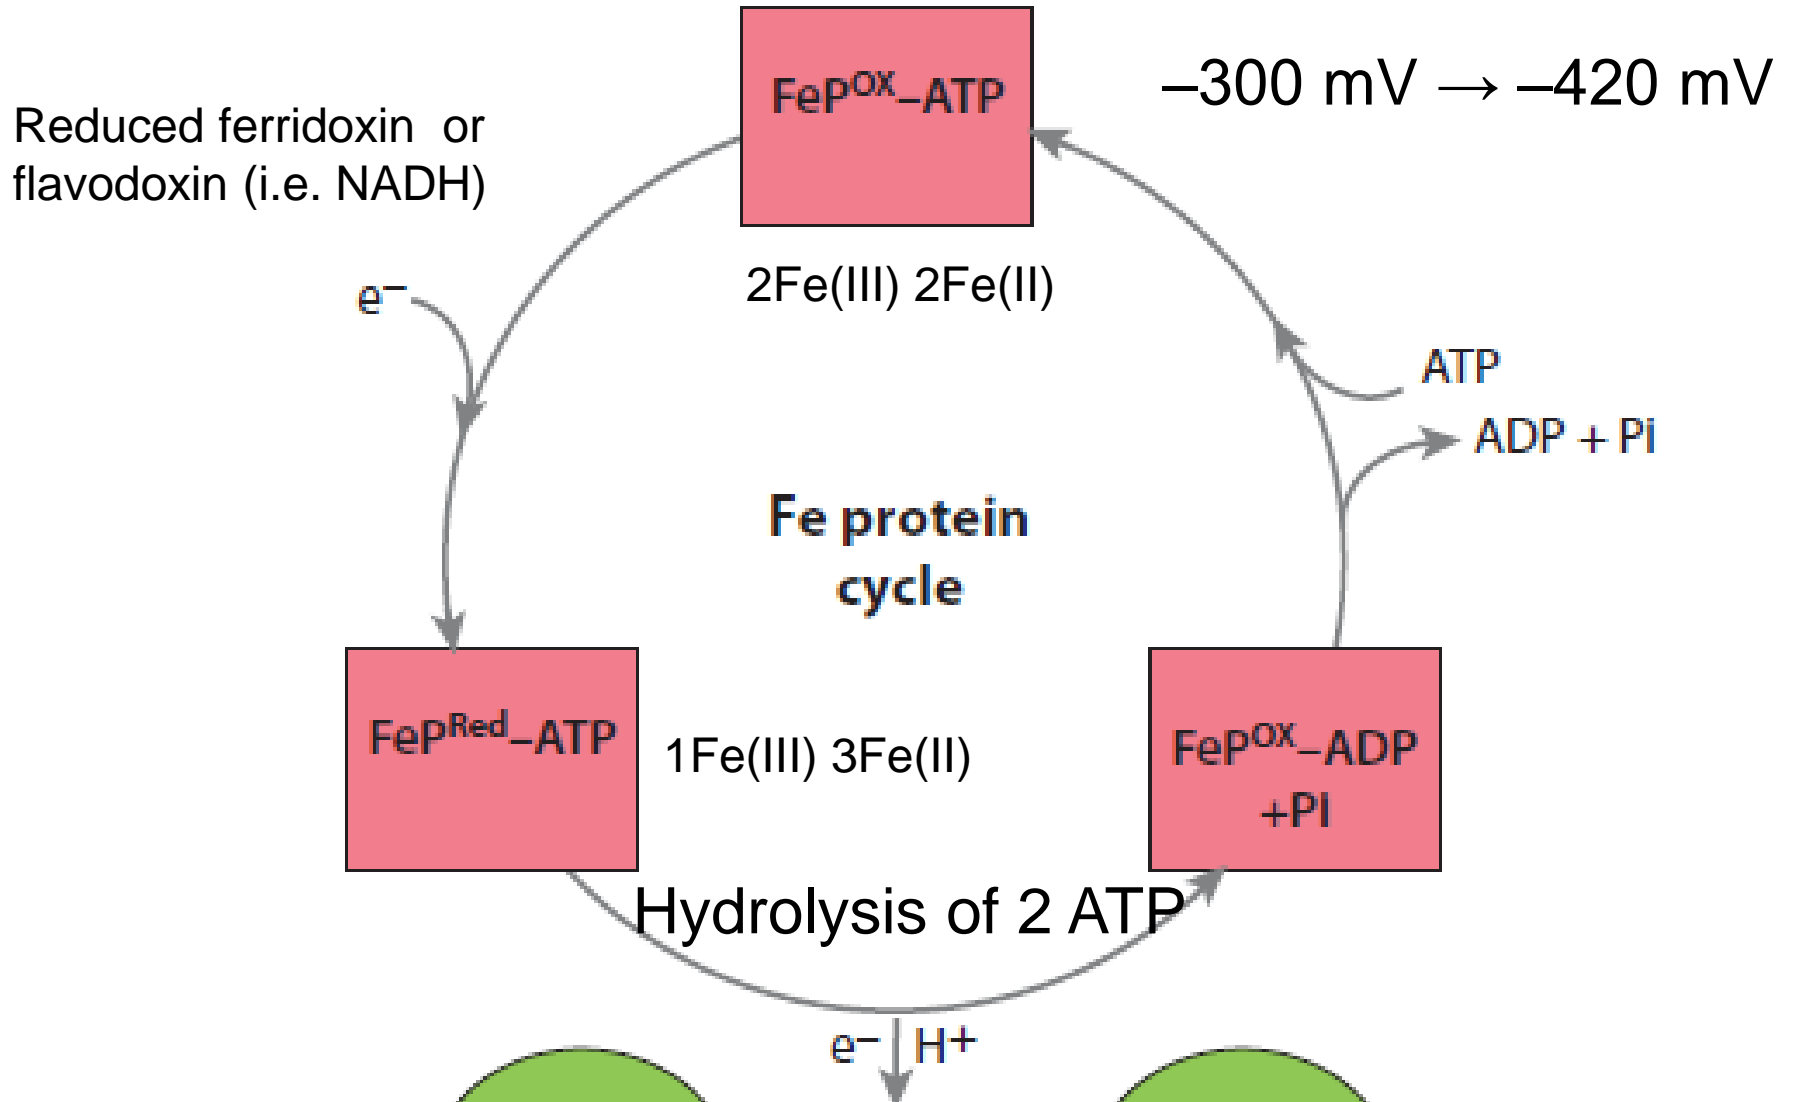 FePOX–ATP
–300 mV → –420 mV
Reduced ferridoxin or
flavodoxin (i.e. NADH)
2Fe(III) 2Fe(II)
e–
ATP
ADP + Pi
Fe protein
cycle
FePRed–ATP
1Fe(III) 3Fe(II)
FePOX–ADP
+Pi
Hydrolysis of 2 ATP
e– H+